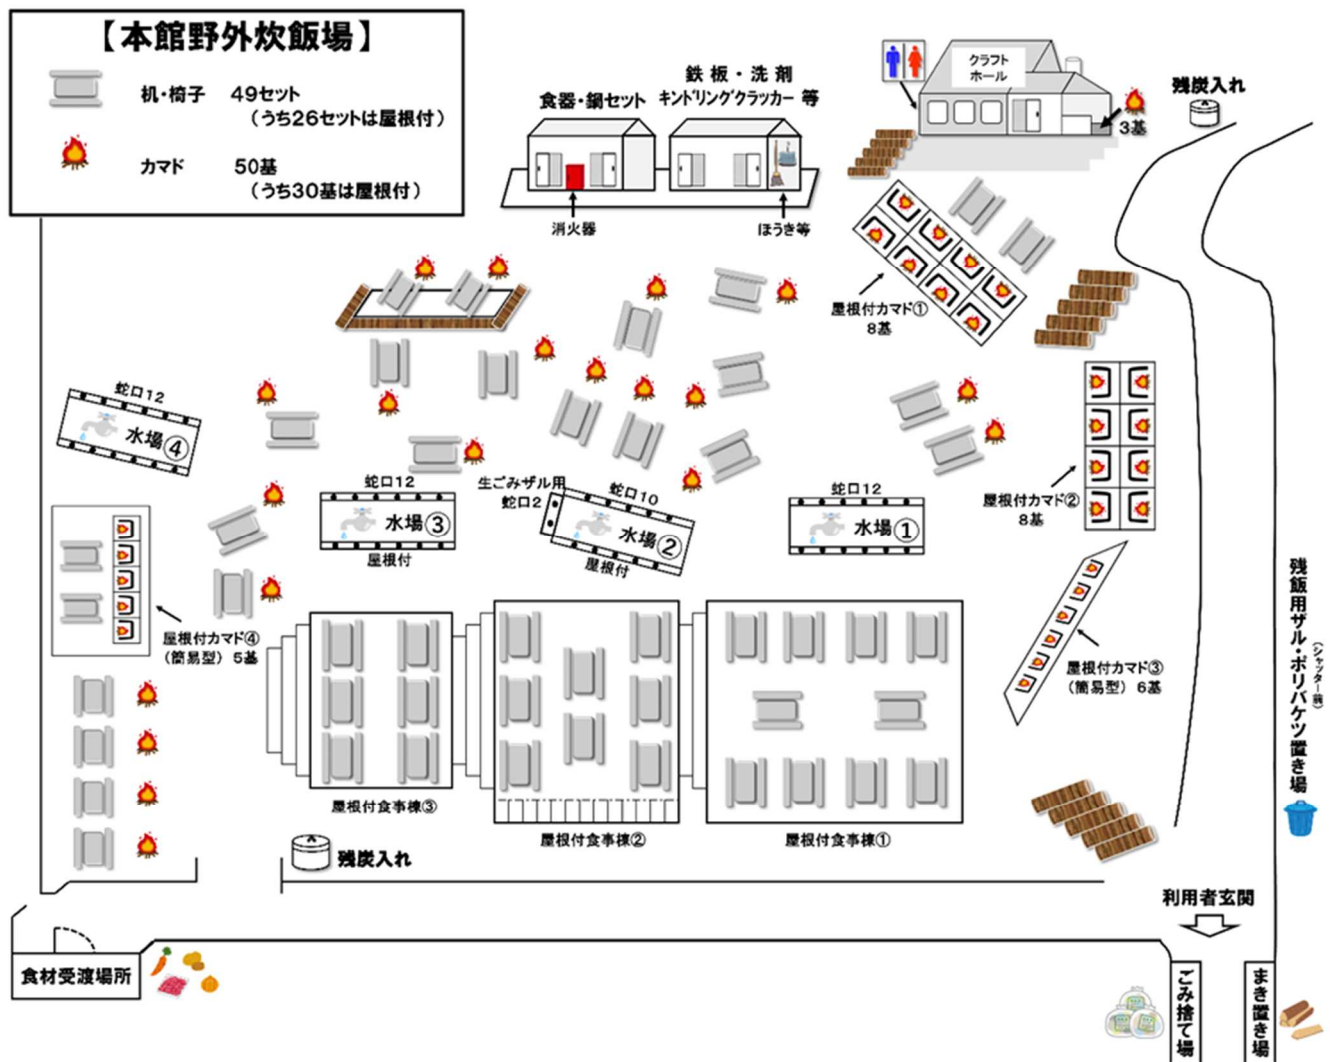 【本館野外炊飯場】
机・椅子 49セット
(うち26セットは屋根付)
カマド 50基
(うち30基は屋根付)
食器・鍋セット
鉄板・洗剤
キンドリングクラッカー 等
消火器
ほうき等
クラフト
ホール
3基
残炭入れ
屋根付カマド①
8基
蛇口12
水場④
蛇口12
水場③
屋根付
生ごみザル用
蛇口2
蛇口10
水場②
屋根付
蛇口12
水場①
屋根付カマド②
8基
屋根付カマド④
(簡易型) 5基
屋根付カマド③
(簡易型) 6基
残飯用ザル・ポリバケツ置き場
(シャッター前)
屋根付食事棟③
屋根付食事棟②
屋根付食事棟①
残炭入れ
利用者玄関
食材受渡場所
ごみ捨て場
まき置き場